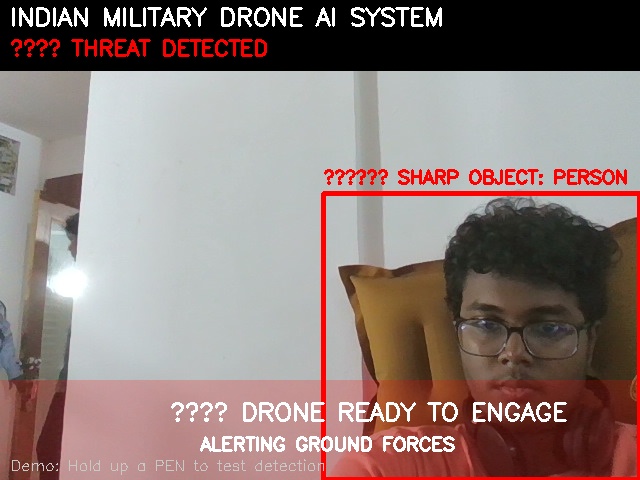 INDIAN MILITARY DRONE AI SYSTEM
???? THREAT DETECTED
?????? SHARP OBJECT: PERSON
???? DRONE READY TO ENGAGE
ALERTING GROUND FORCES
Demo: Hold up a PEN to test detection